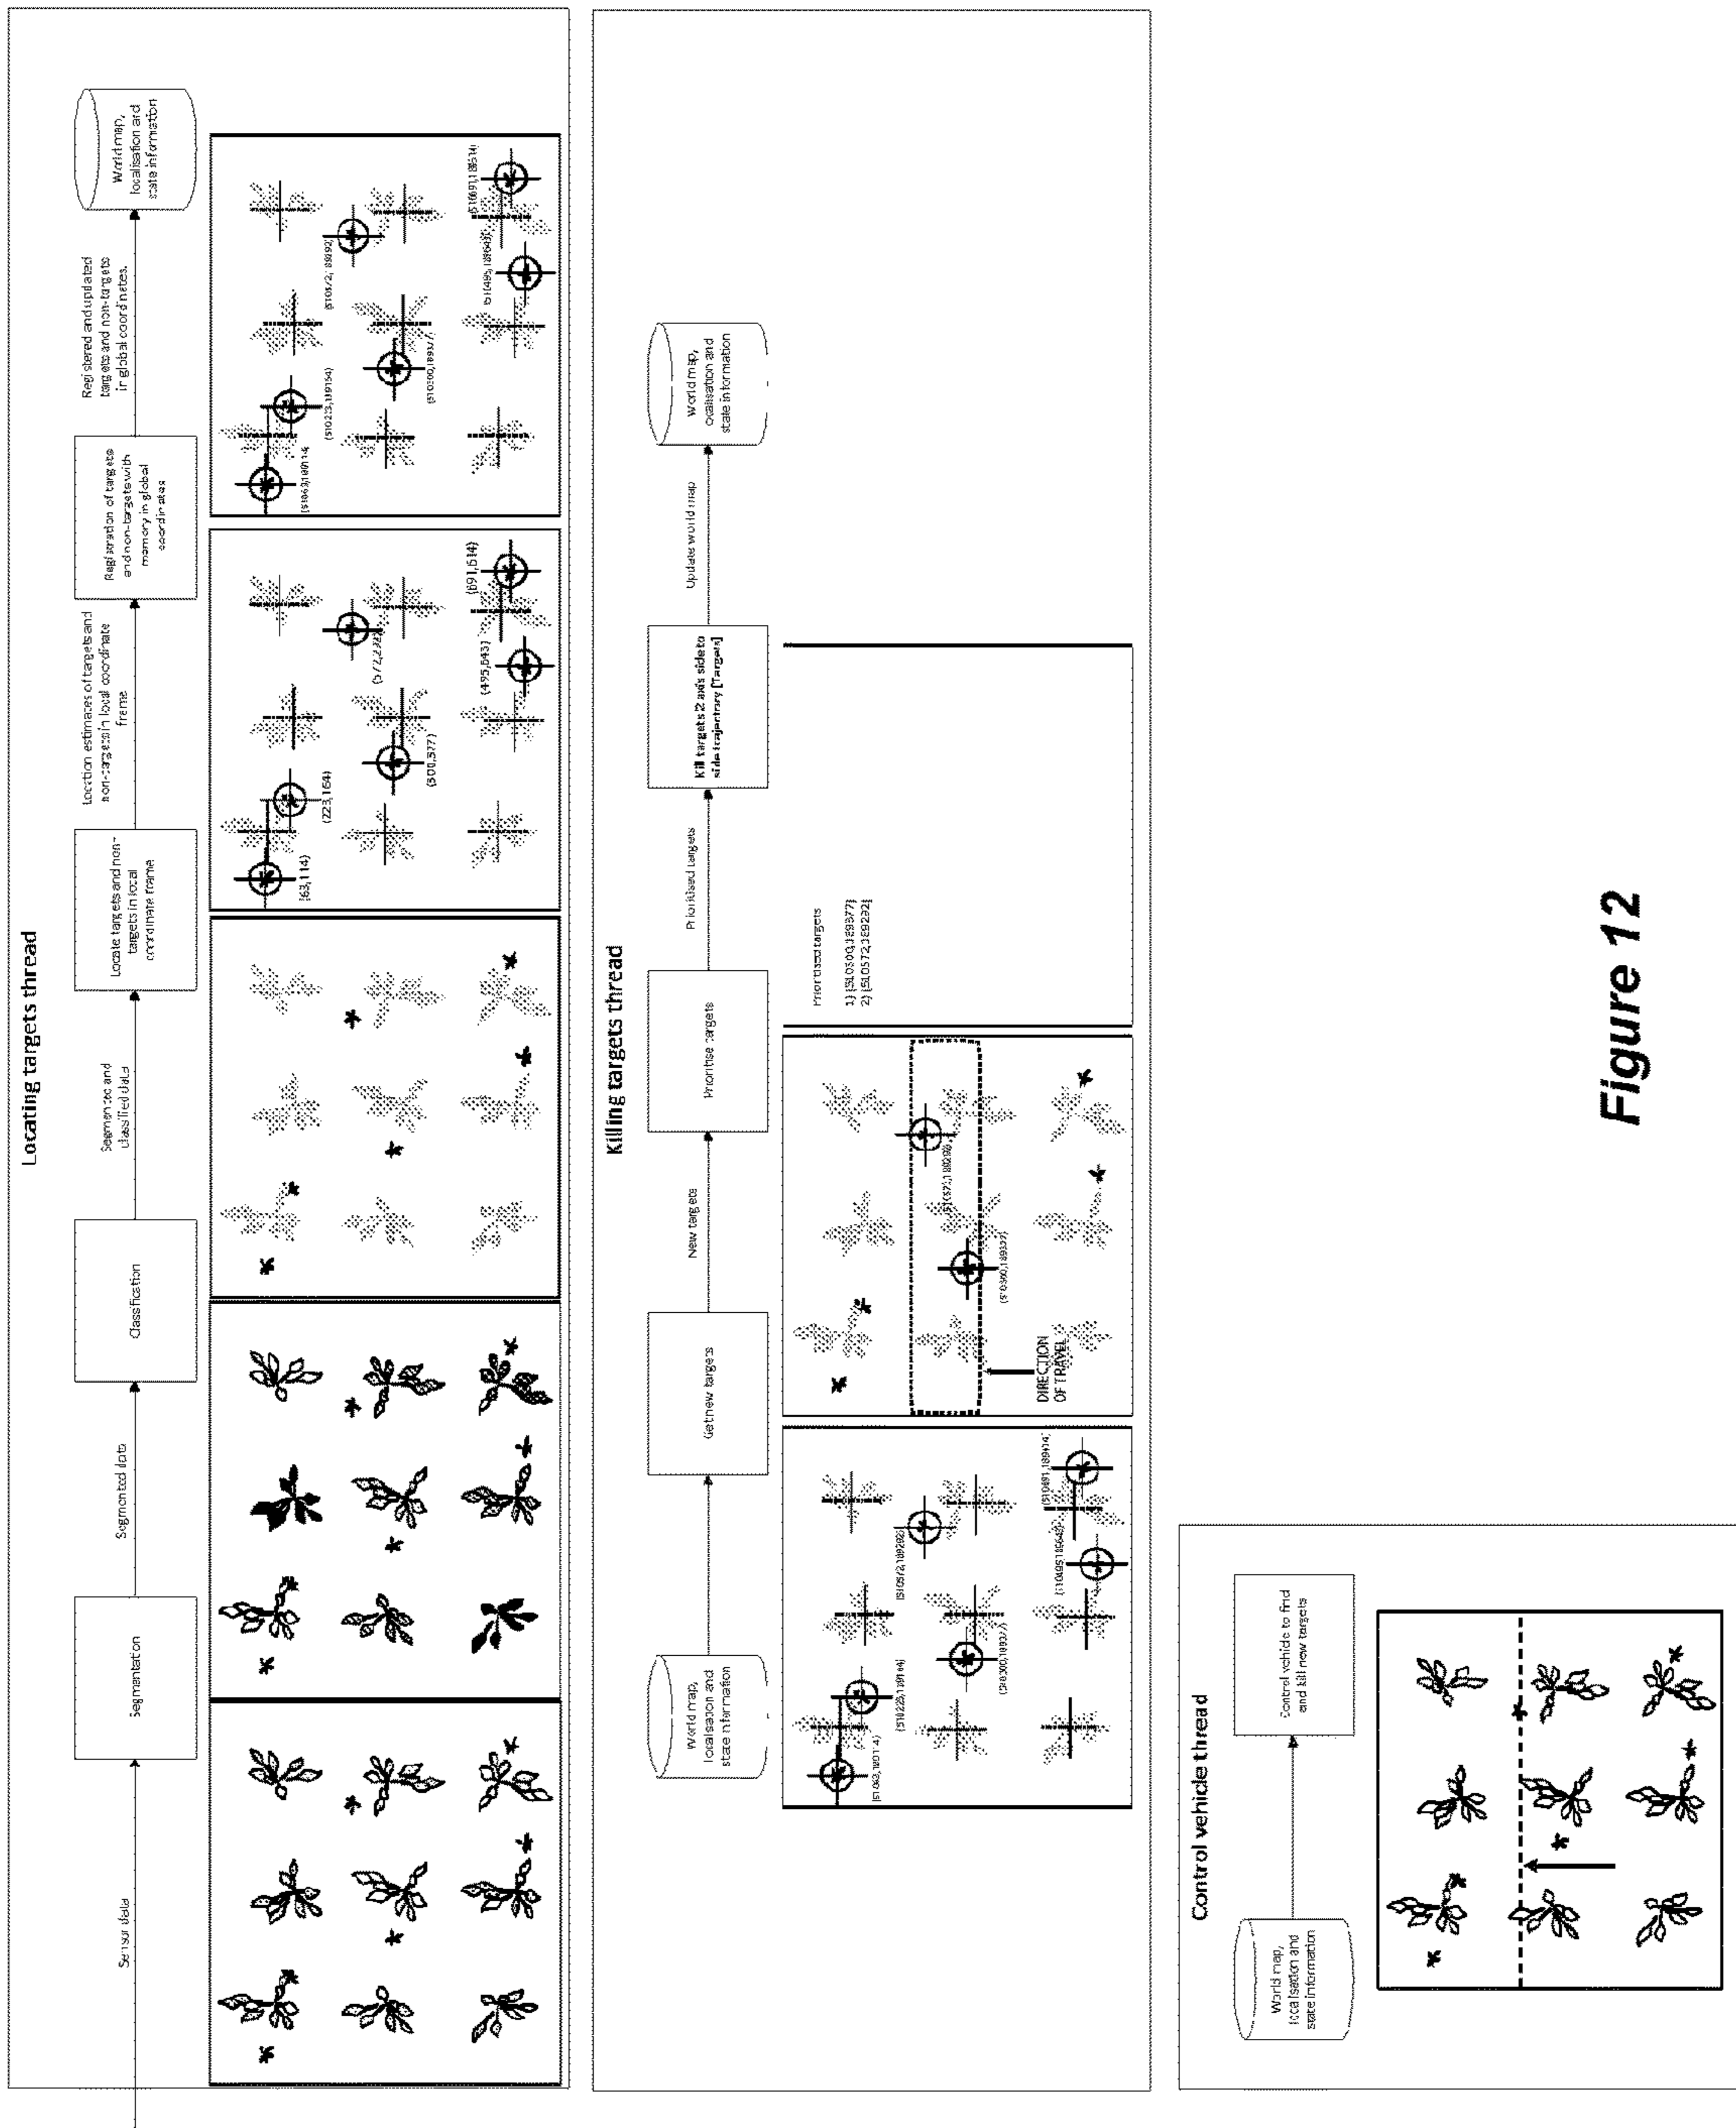 Locating targets thread
Sensor data
Segmentation
Segmented data
Classification
Segmented and
classified data
Locate targets and non-
targets in local
coordinate frame
Location estimates of targets and
non-targets in local coordinate
frame
Registration of targets
and non-targets with
memory in global
coordinates
Registered and updated
targets and non-targets
in global coordinates.
World map,
localisation and
state information
(63,114)
(223,164)
(300,377)
(572,292)
(495,643)
(691,614)
Killing targets thread
World map,
localisation and
state information
Get new targets
New targets
Prioritise targets
Prioritised targets
Kill targets 2 axis side to
side trajectory [Targets]
Update world map
World map,
localisation and
state information
DIRECTION
OF TRAVEL
Prioritised targets
1) (510300,189377)
2) (510572,189292)
Control vehicle thread
World map,
localisation and
state information
Control vehicle to find
and kill new targets
Figure 12